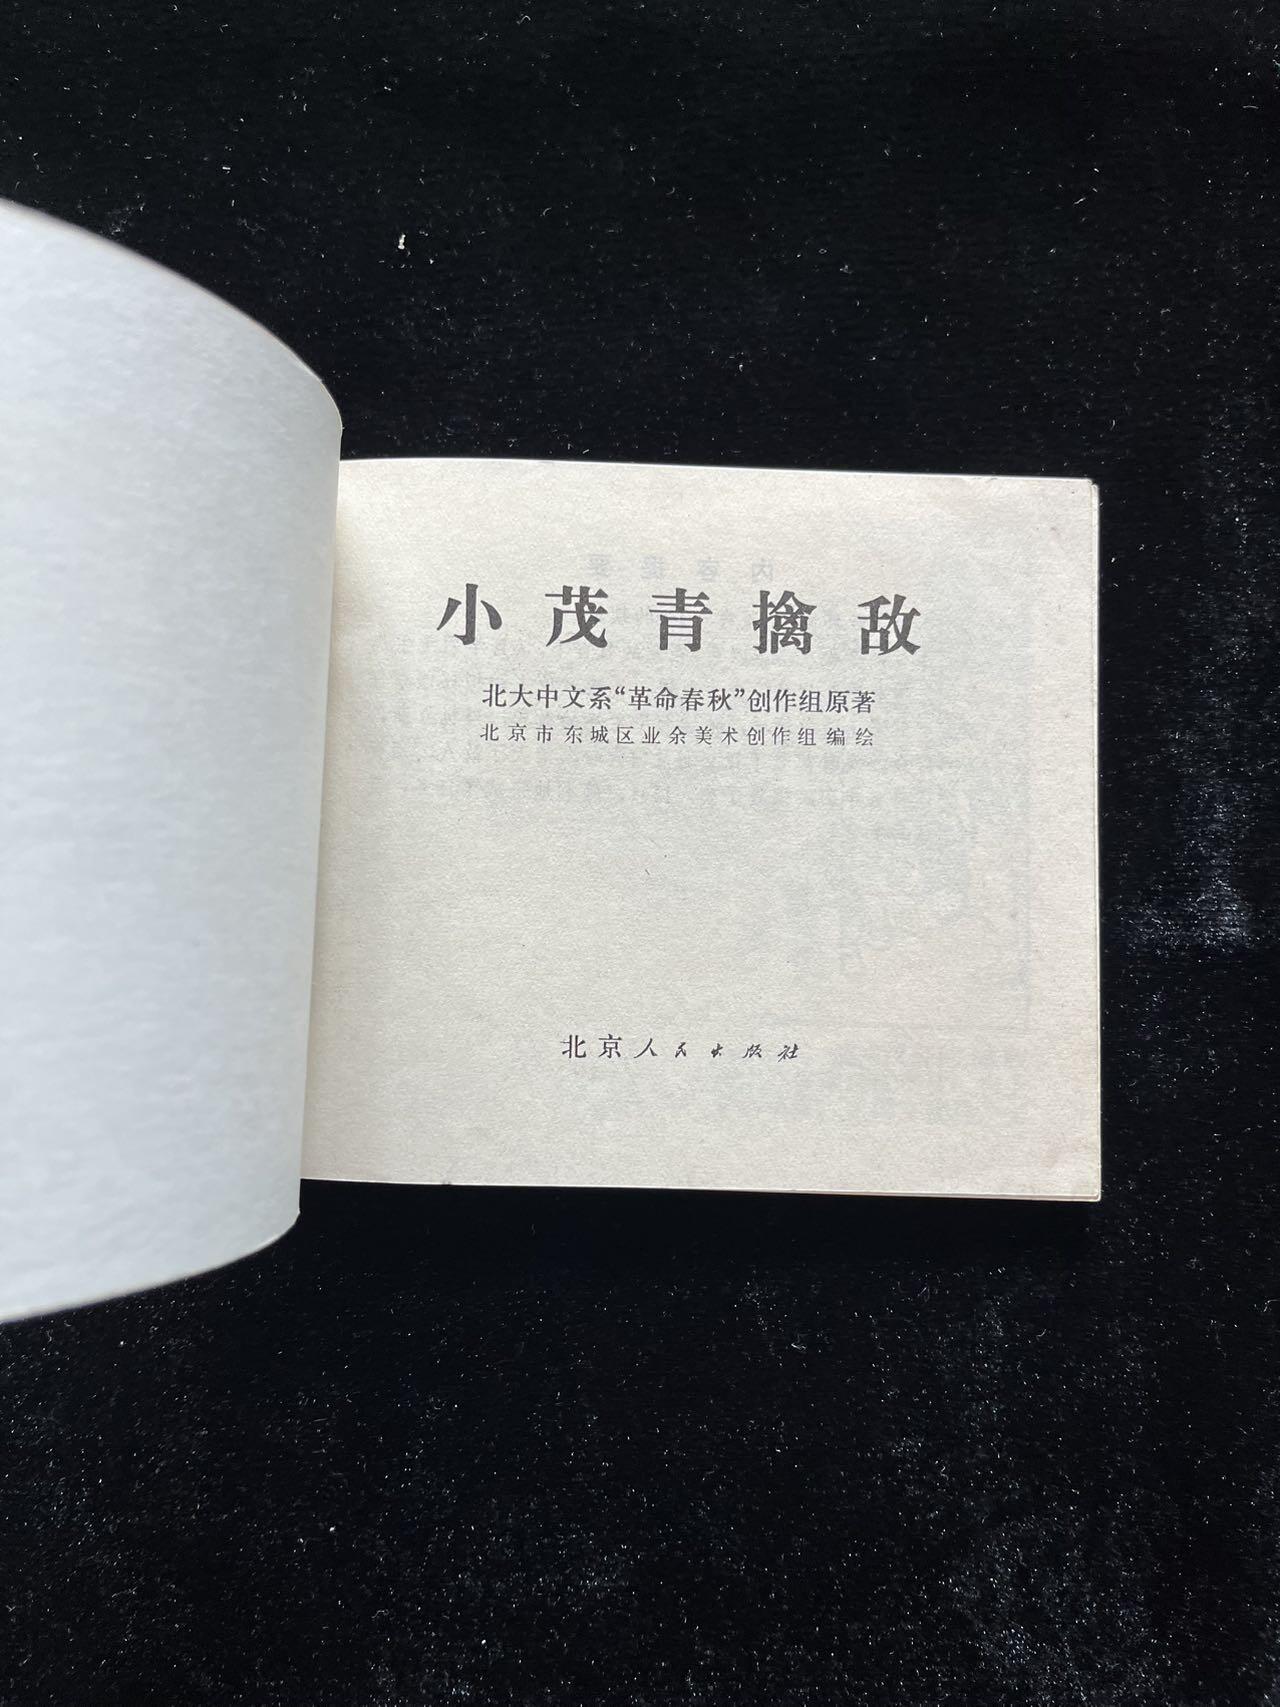 小茂青擒敌
北大中文系“革命春秋”创作组原著
北京市东城区业余美术创作组编绘
北京人民出版社